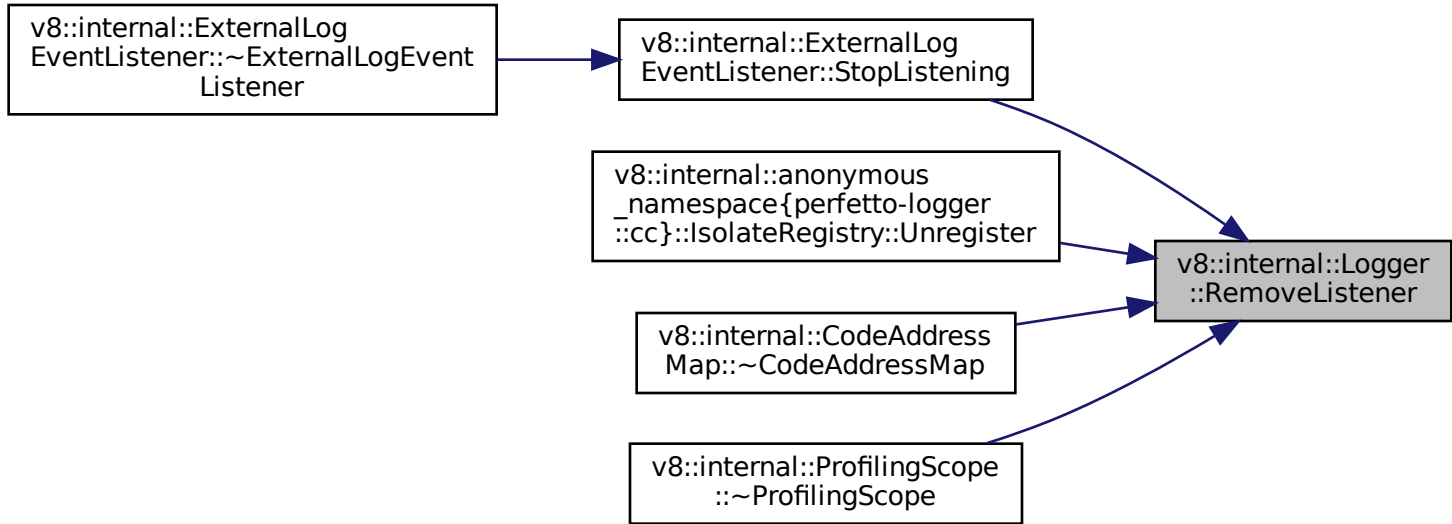 v8::internal::ExternalLog
EventListener::~ExternalLogEvent
Listener
v8::internal::ExternalLog
EventListener::StopListening
v8::internal::anonymous
_namespace{perfetto-logger
::cc}::IsolateRegistry::Unregister
v8::internal::Logger
::RemoveListener
v8::internal::CodeAddress
Map::~CodeAddressMap
v8::internal::ProfilingScope
::~ProfilingScope